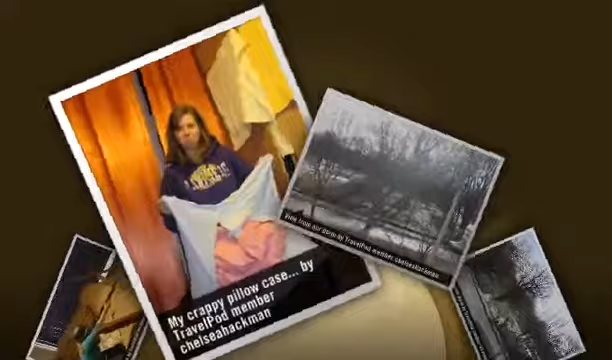 My crappy pillow case... by
TravelPod member
chelseahackman
View from our dorm by TravelPod member chelseahackman